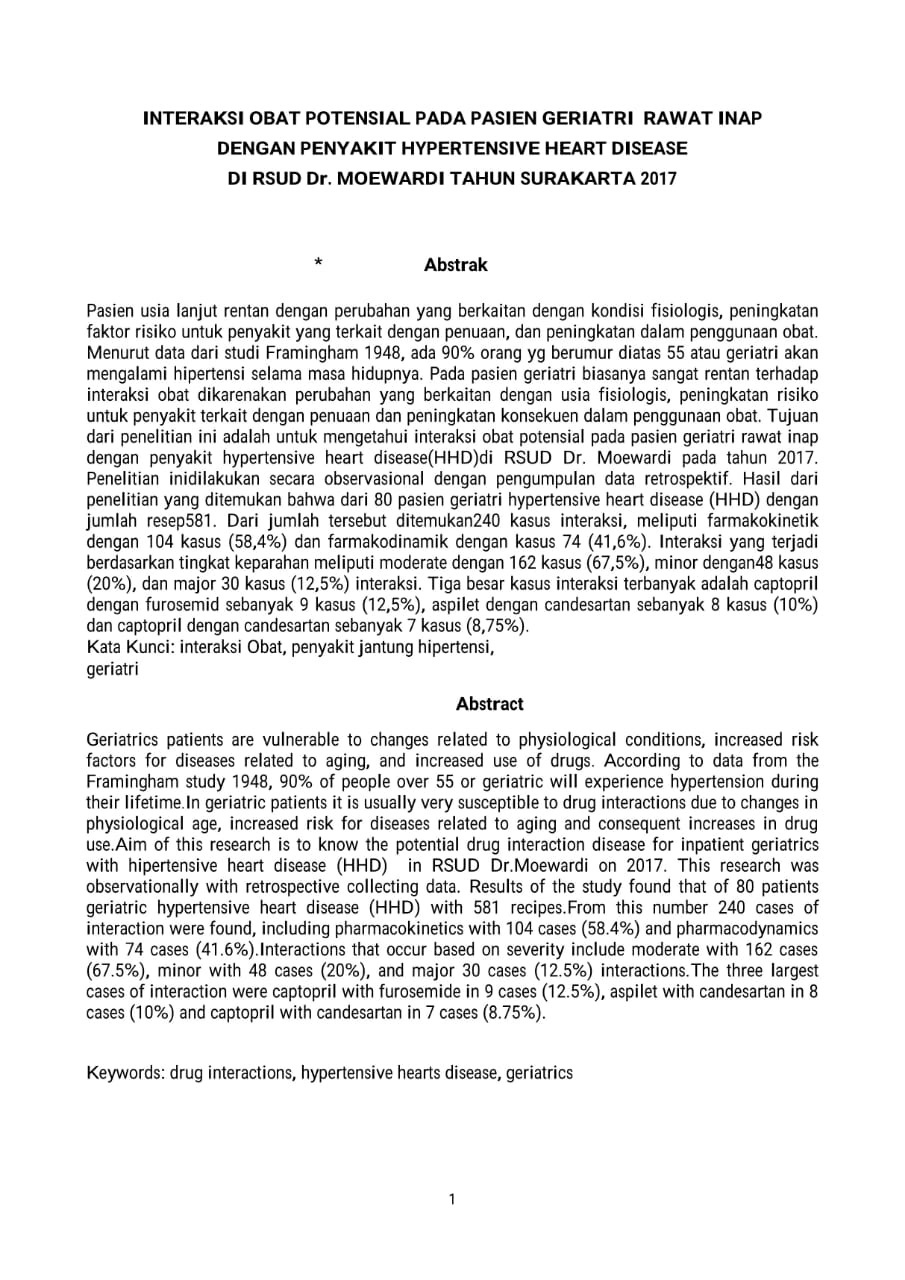 INTERAKSI OBAT POTENSIAL PADA PASIEN GERIATRI RAWAT INAP
DENGAN PENYAKIT HYPERTENSIVE HEART DISEASE
DI RSUD Dr. MOEWARDI TAHUN SURAKARTA 2017
* Abstrak
Pasien usia lanjut rentan dengan perubahan yang berkaitan dengan kondisi fisiologis, peningkatan
faktor risiko untuk penyakit yang terkait dengan penuaan, dan peningkatan dalam penggunaan obat.
Menurut data dari studi Framingham 1948, ada 90% orang yg berumur diatas 55 atau geriatri akan
mengalami hipertensi selama masa hidupnya. Pada pasien geriatri biasanya sangat rentan terhadap
interaksi obat dikarenakan perubahan yang berkaitan dengan usia fisiologis, peningkatan risiko
untuk penyakit terkait dengan penuaan dan peningkatan konsekuen dalam penggunaan obat. Tujuan
dari penelitian ini adalah untuk mengetahui interaksi obat potensial pada pasien geriatri rawat inap
dengan penyakit hypertensive heart disease(HHD)di RSUD Dr. Moewardi pada tahun 2017.
Penelitian inidilakukan secara observasional dengan pengumpulan data retrospektif. Hasil dari
penelitian yang ditemukan bahwa dari 80 pasien geriatri hypertensive heart disease (HHD) dengan
jumlah resep581. Dari jumlah tersebut ditemukan240 kasus interaksi, meliputi farmakokinetik
dengan 104 kasus (58,4%) dan farmakodinamik dengan kasus 74 (41,6%). Interaksi yang terjadi
berdasarkan tingkat keparahan meliputi moderate dengan 162 kasus (67,5%), minor dengan48 kasus
(20%), dan major 30 kasus (12,5%) interaksi. Tiga besar kasus interaksi terbanyak adalah captopril
dengan furosemid sebanyak 9 kasus (12,5%), aspilet dengan candesartan sebanyak 8 kasus (10%)
dan captopril dengan candesartan sebanyak 7 kasus (8,75%).
Kata Kunci: interaksi Obat, penyakit jantung hipertensi,
geriatri
Abstract
Geriatrics patients are vulnerable to changes related to physiological conditions, increased risk
factors for diseases related to aging, and increased use of drugs. According to data from the
Framingham study 1948, 90% of people over 55 or geriatric will experience hypertension during
their lifetime.In geriatric patients it is usually very susceptible to drug interactions due to changes in
physiological age, increased risk for diseases related to aging and consequent increases in drug
use.Aim of this research is to know the potential drug interaction disease for inpatient geriatrics
with hipertensive heart disease (HHD) in RSUD Dr.Moewardi on 2017. This research was
observationally with retrospective collecting data. Results of the study found that of 80 patients
geriatric hypertensive heart disease (HHD) with 581 recipes.From this number 240 cases of
interaction were found, including pharmacokinetics with 104 cases (58.4%) and pharmacodynamics
with 74 cases (41.6%).Interactions that occur based on severity include moderate with 162 cases
(67.5%), minor with 48 cases (20%), and major 30 cases (12.5%) interactions.The three largest
cases of interaction were captopril with furosemide in 9 cases (12.5%), aspilet with candesartan in 8
cases (10%) and captopril with candesartan in 7 cases (8.75%).
Keywords: drug interactions, hypertensive hearts disease, geriatrics
1